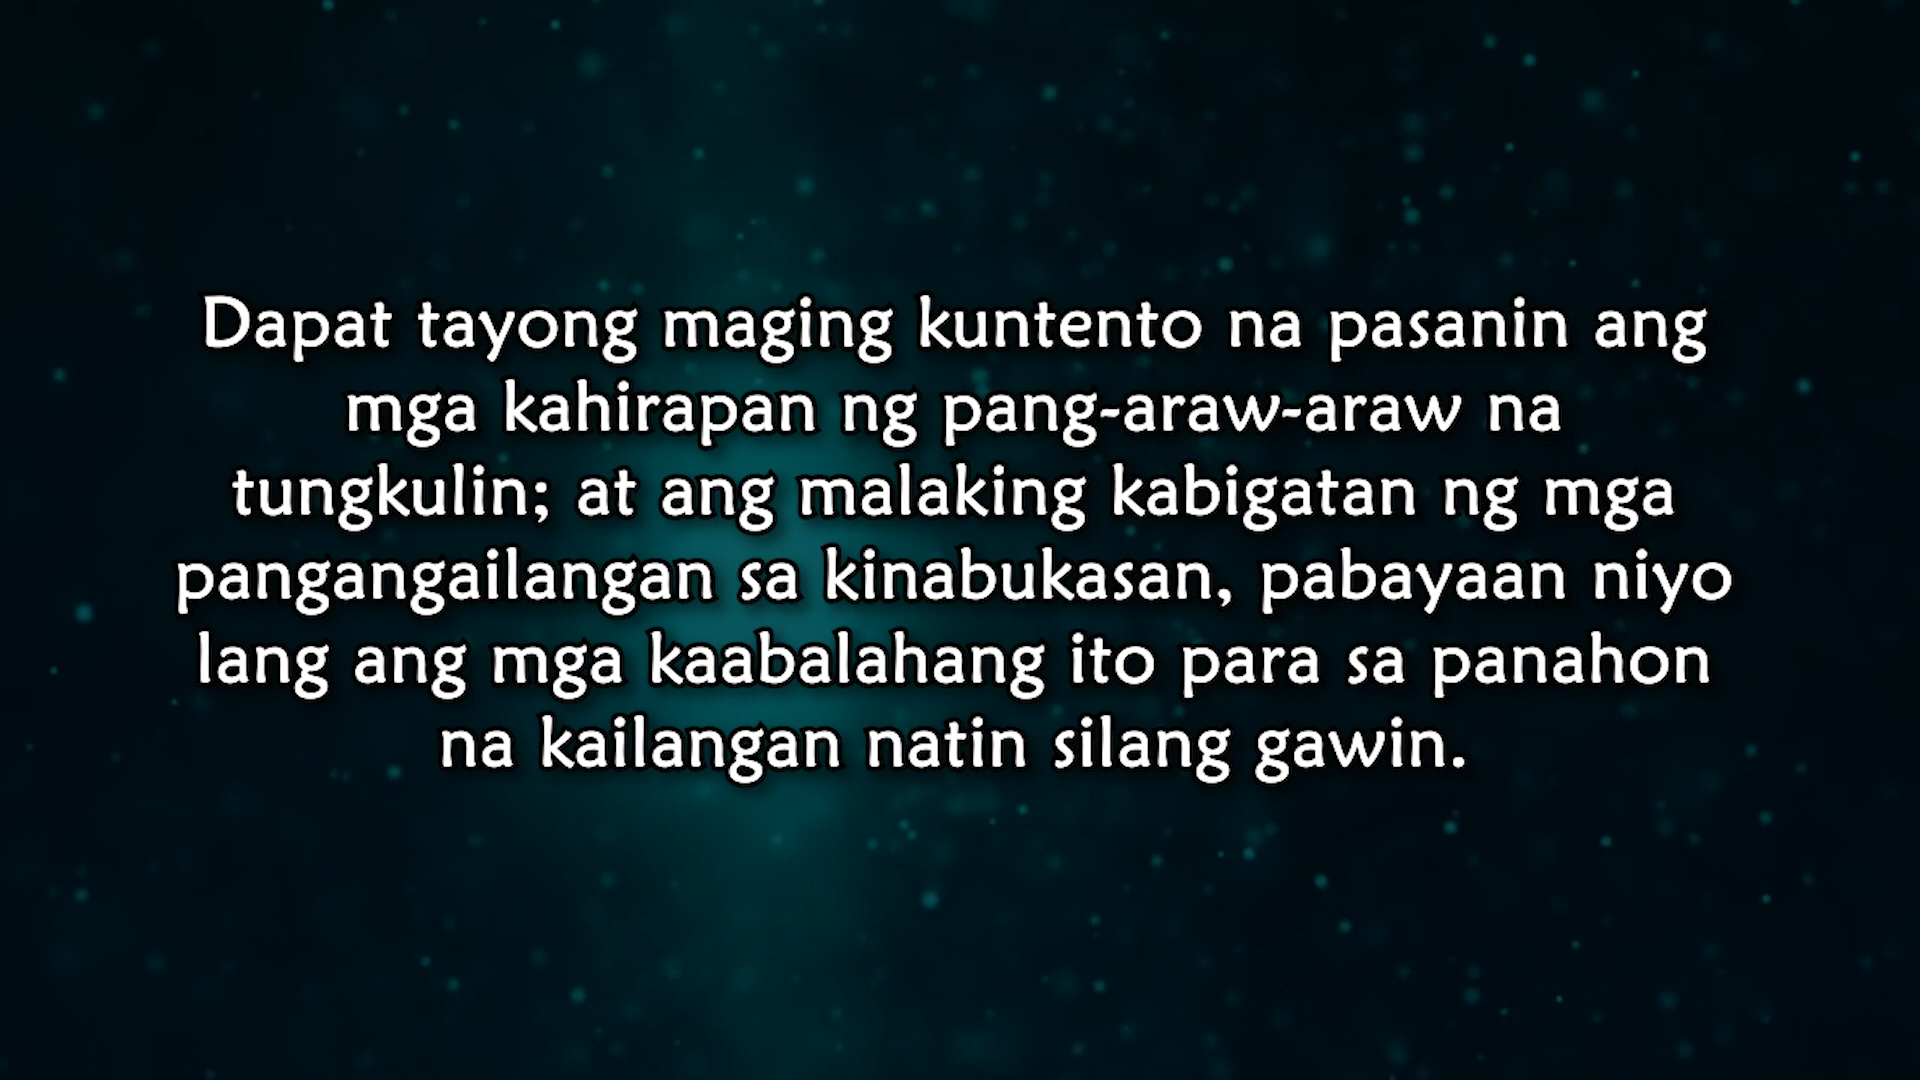 Dapat tayong maging kuntento na pasanin ang
mga kahirapan ng pang-araw-araw na
tungkulin; at ang malaking kabigatan ng mga
pangangailangan sa kinabukasan, pabayaan niyo
lang ang mga kaabalahang ito para sa panahon
na kailangan natin silang gawin.